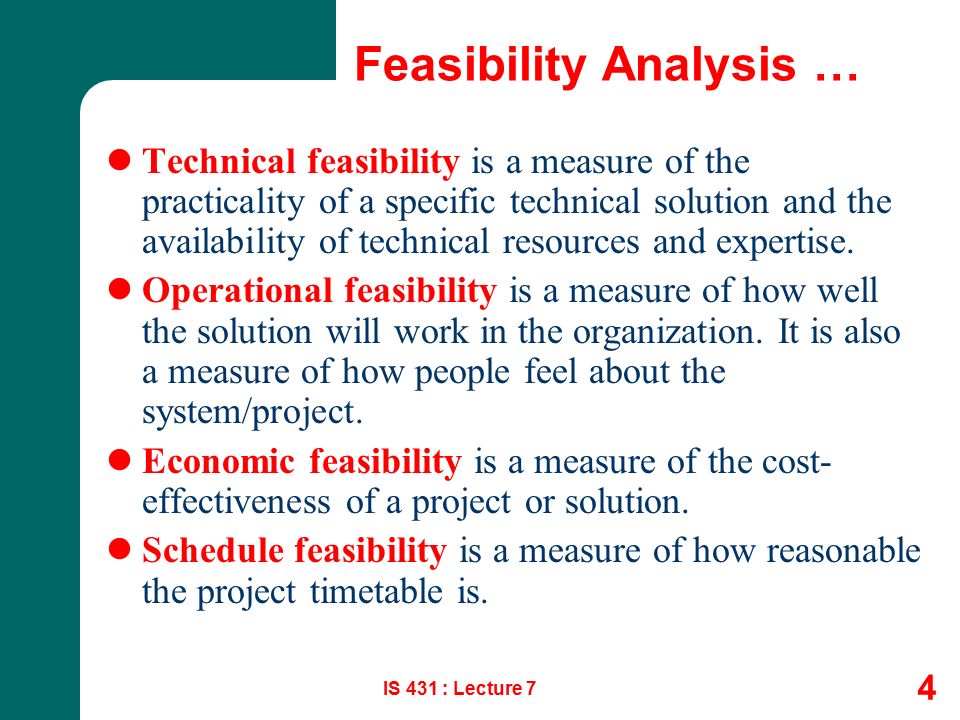 Feasibility Analysis …
Technical feasibility is a measure of the
practicality of a specific technical solution and the
availability of technical resources and expertise.
Operational feasibility is a measure of how well
the solution will work in the organization. It is also
a measure of how people feel about the
system/project.
Economic feasibility is a measure of the cost-
effectiveness of a project or solution.
Schedule feasibility is a measure of how reasonable
the project timetable is.
IS 431 : Lecture 7
4